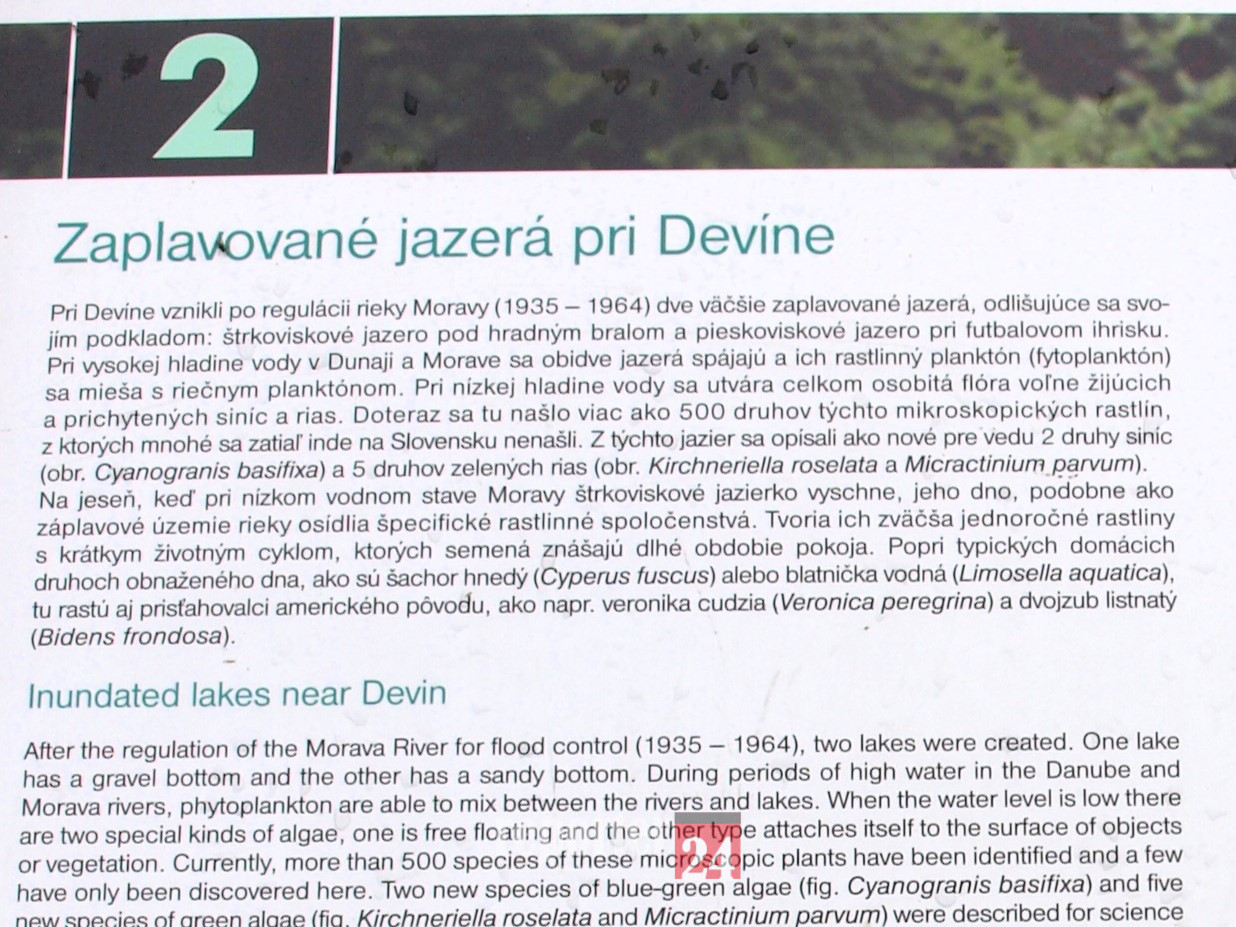 2
Zaplavované jazerá pri Devíne
Pri Devíne vznikli po regulácii rieky Moravy (1935 – 1964) dve väčšie zaplavované jazerá, odlišujúce sa svo-
jím podkladom: štrkoviskové jazero pod hradným bralom a pieskoviskové jazero pri futbalovom ihrisku.
Pri vysokej hladine vody v Dunaji a Morave sa obidve jazerá spájajú a ich rastlinný planktón (fytoplanktón)
sa mieša s riečnym planktónom. Pri nízkej hladine vody sa utvára celkom osobitá flóra voľne žijúcich
a prichytených siníc a rias. Doteraz sa tu našlo viac ako 500 druhov týchto mikroskopických rastlín,
z ktorých mnohé sa zatiaľ inde na Slovensku nenašli. Z týchto jazier sa opísali ako nové pre vedu 2 druhy siníc
(obr. Cyanogranis basifixa) a 5 druhov zelených rias (obr. Kirchneriella roselata a Micractinium parvum).
Na jeseň, keď pri nízkom vodnom stave Moravy štrkoviskové jazierko vyschne, jeho dno, podobne ako
záplavové územie rieky osídlia špecifické rastlinné spoločenstvá. Tvoria ich zväčša jednoročné rastliny
s krátkym životným cyklom, ktorých semená znášajú dlhé obdobie pokoja. Popri typických domácich
druhoch obnaženého dna, ako sú šachor hnedý (Cyperus fuscus) alebo blatnička vodná (Limosella aquatica),
tu rastú aj prisťahovalci amerického pôvodu, ako napr. veronika cudzia (Veronica peregrina) a dvojzub listnatý
(Bidens frondosa).
Inundated lakes near Devin
After the regulation of the Morava River for flood control (1935 – 1964), two lakes were created. One lake
has a gravel bottom and the other has a sandy bottom. During periods of high water in the Danube and
Morava rivers, phytoplankton are able to mix between the rivers and lakes. When the water level is low there
are two special kinds of algae, one is free floating and the other type attaches itself to the surface of objects
or vegetation. Currently, more than 500 species of these microscopic plants have been identified and a few
24
have only been discovered here. Two new species of blue-green algae (fig. Cyanogranis basifixa) and five
new species of green algae (fig. Kirchneriella roselata and Micractinium parvum) were described for science